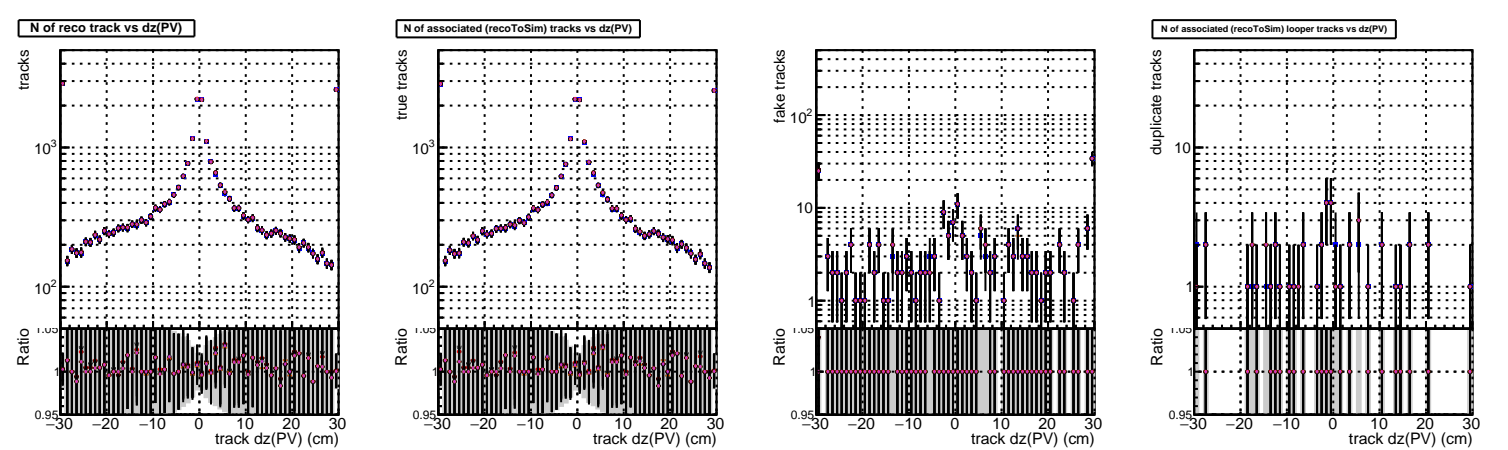 N of reco track vs dz(PV)
tracks
10³
10²
Ratio
1.05
1
0.95
−30 −20 −10 0 10 20 30
track dz(PV) (cm)
N of associated (recoToSim) tracks vs dz(PV)
true tracks
10³
10²
Ratio
1.05
1
0.95
−30 −20 −10 0 10 20 30
track dz(PV) (cm)
fake tracks
10²
10
1
Ratio
1.05
1
0.95
−30 −20 −10 0 10 20 30
track dz(PV) (cm)
N of associated (recoToSim) looper tracks vs dz(PV)
duplicate tracks
10
1
Ratio
1.05
1
0.95
−30 −20 −10 0 10 20 30
track dz(PV) (cm)